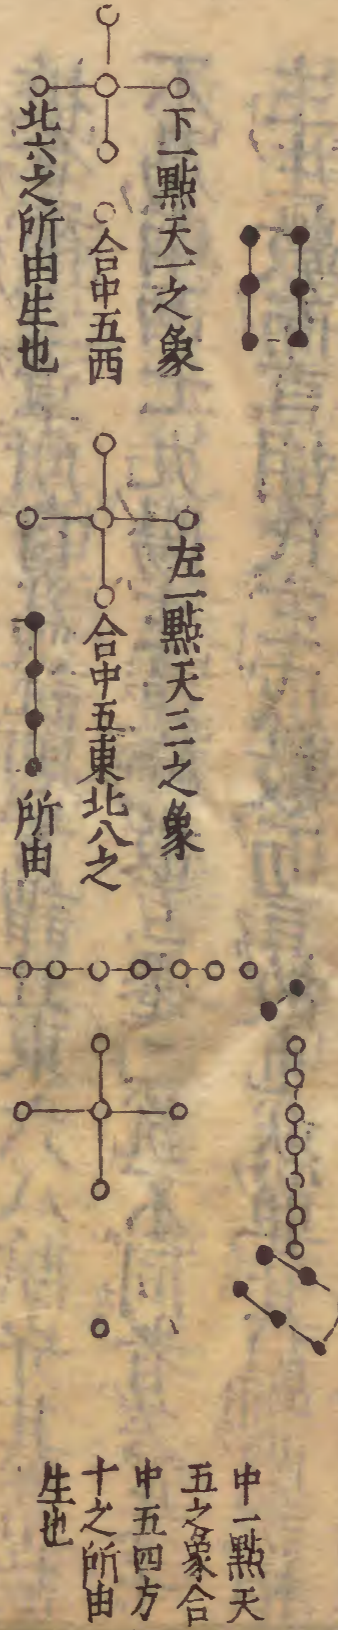 下一點天一之象
合中五西
北六之所由生也
左一點天三之象
合中五東北八之
所由
中一點天
五之象合
中五四方
十之所由
生也